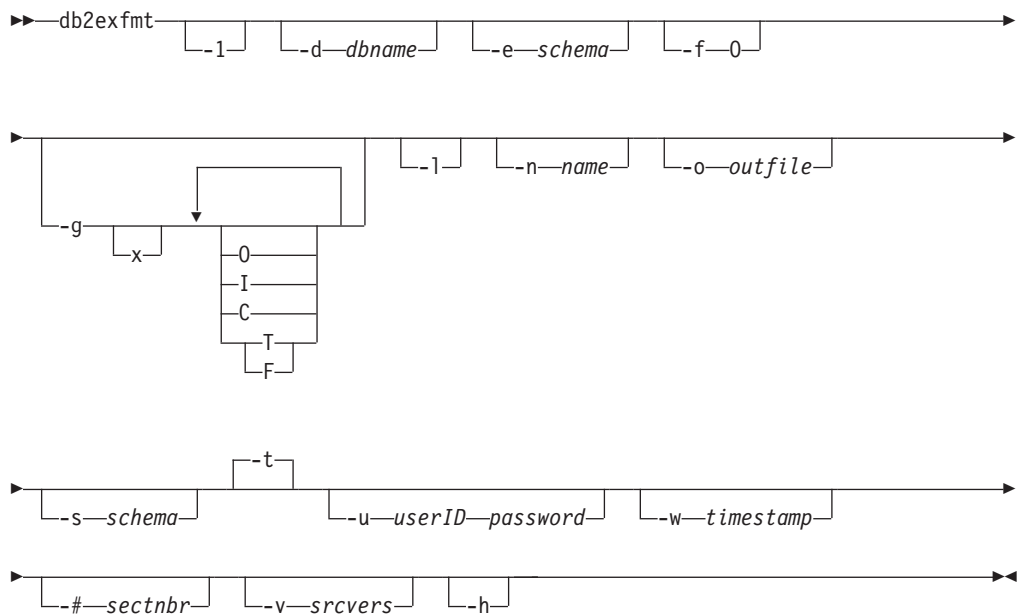 db2exfmt
-1 -d dbname -e schema -f O
-l -n name -o outfile
-g
x
O
I
C
T
F
-t
-s schema -u userID password -w timestamp
-# sectnbr -v srcvers -h